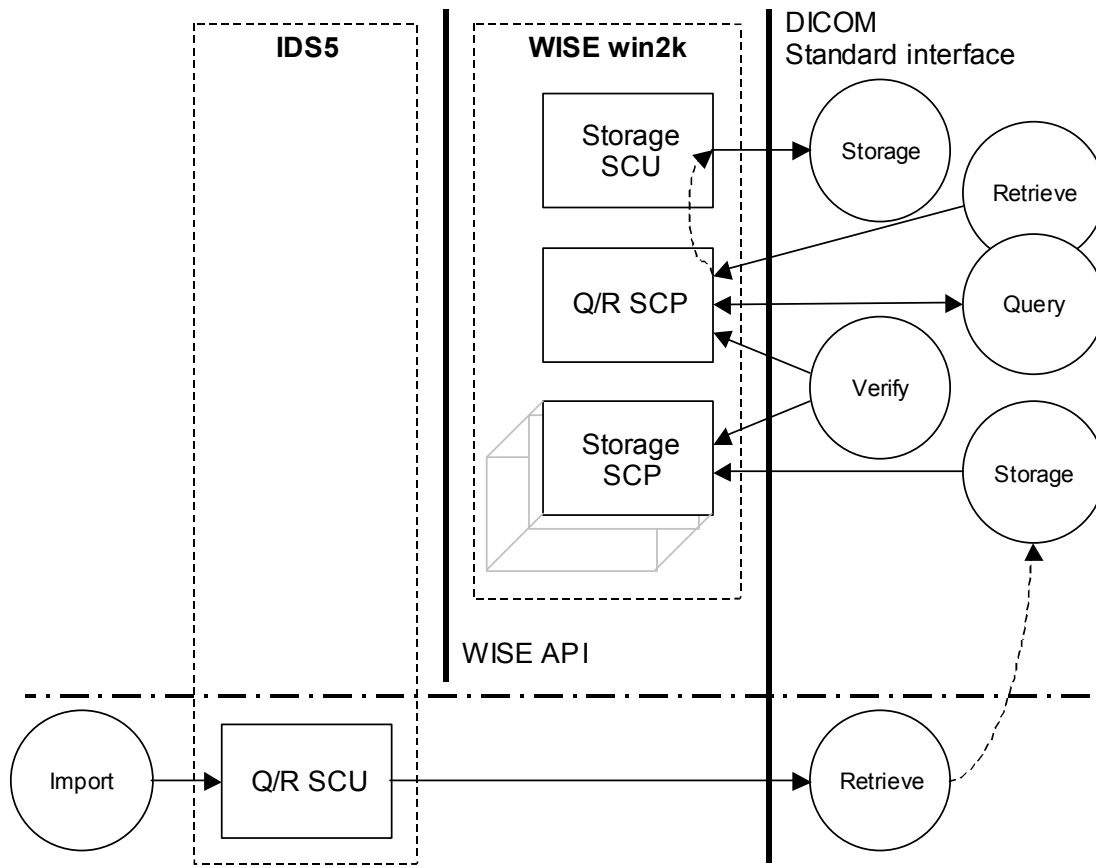 IDS5
WISE win2k
DICOM
Standard interface
Storage
SCU
Storage
Retrieve
Q/R SCP
Query
Verify
Storage
SCP
Storage
WISE API
Import
Q/R SCU
Retrieve